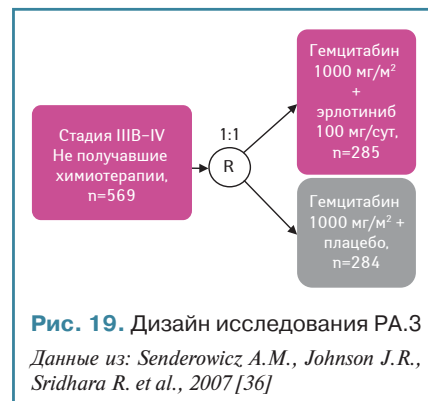 Стадия IIIB–IV
Не получавшие
химиотерапии,
n=569
1:1
R
Гемцитабин
1000 мг/м²
+
эрлотиниб
100 мг/сут,
n=285
Гемцитабин
1000 мг/м² +
плацебо,
n=284
Рис. 19. Дизайн исследования PA.3
Данные из: Senderowicz A.M., Johnson J.R.,
Sridhara R. et al., 2007 [36]